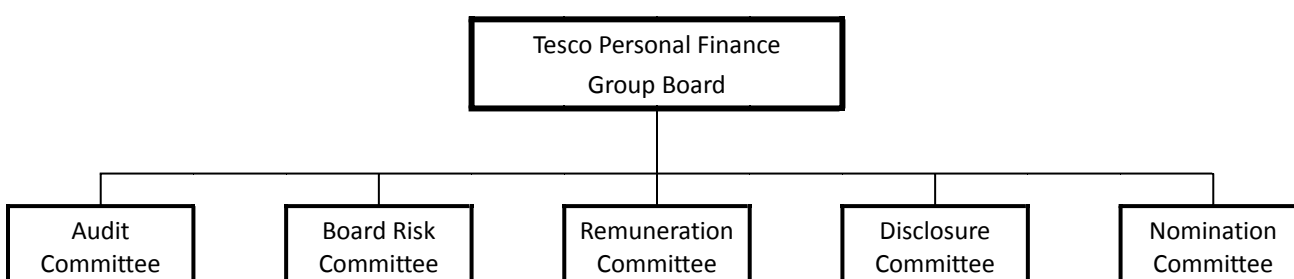 Tesco Personal Finance
Group Board
Audit
Committee
Board Risk
Committee
Remuneration
Committee
Disclosure
Committee
Nomination
Committee